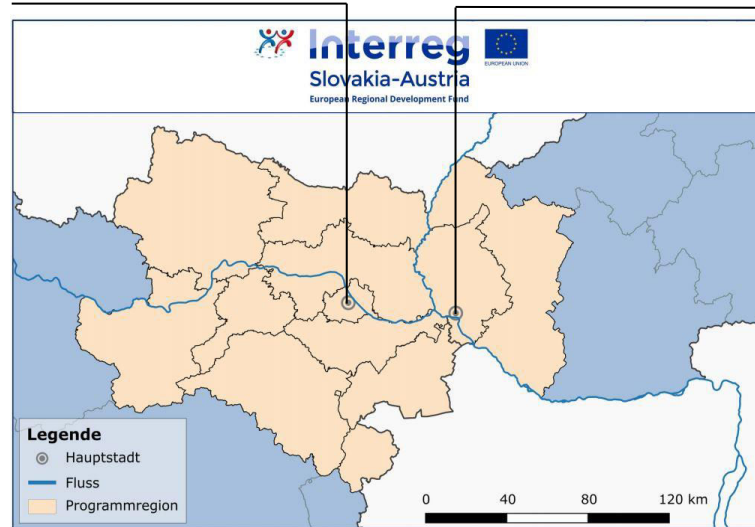 Interreg
EUROPEAN UNION
Slovakia-Austria
European Regional Development Fund
Legende
Hauptstadt
Fluss
Programmregion
0 40 80 120 km